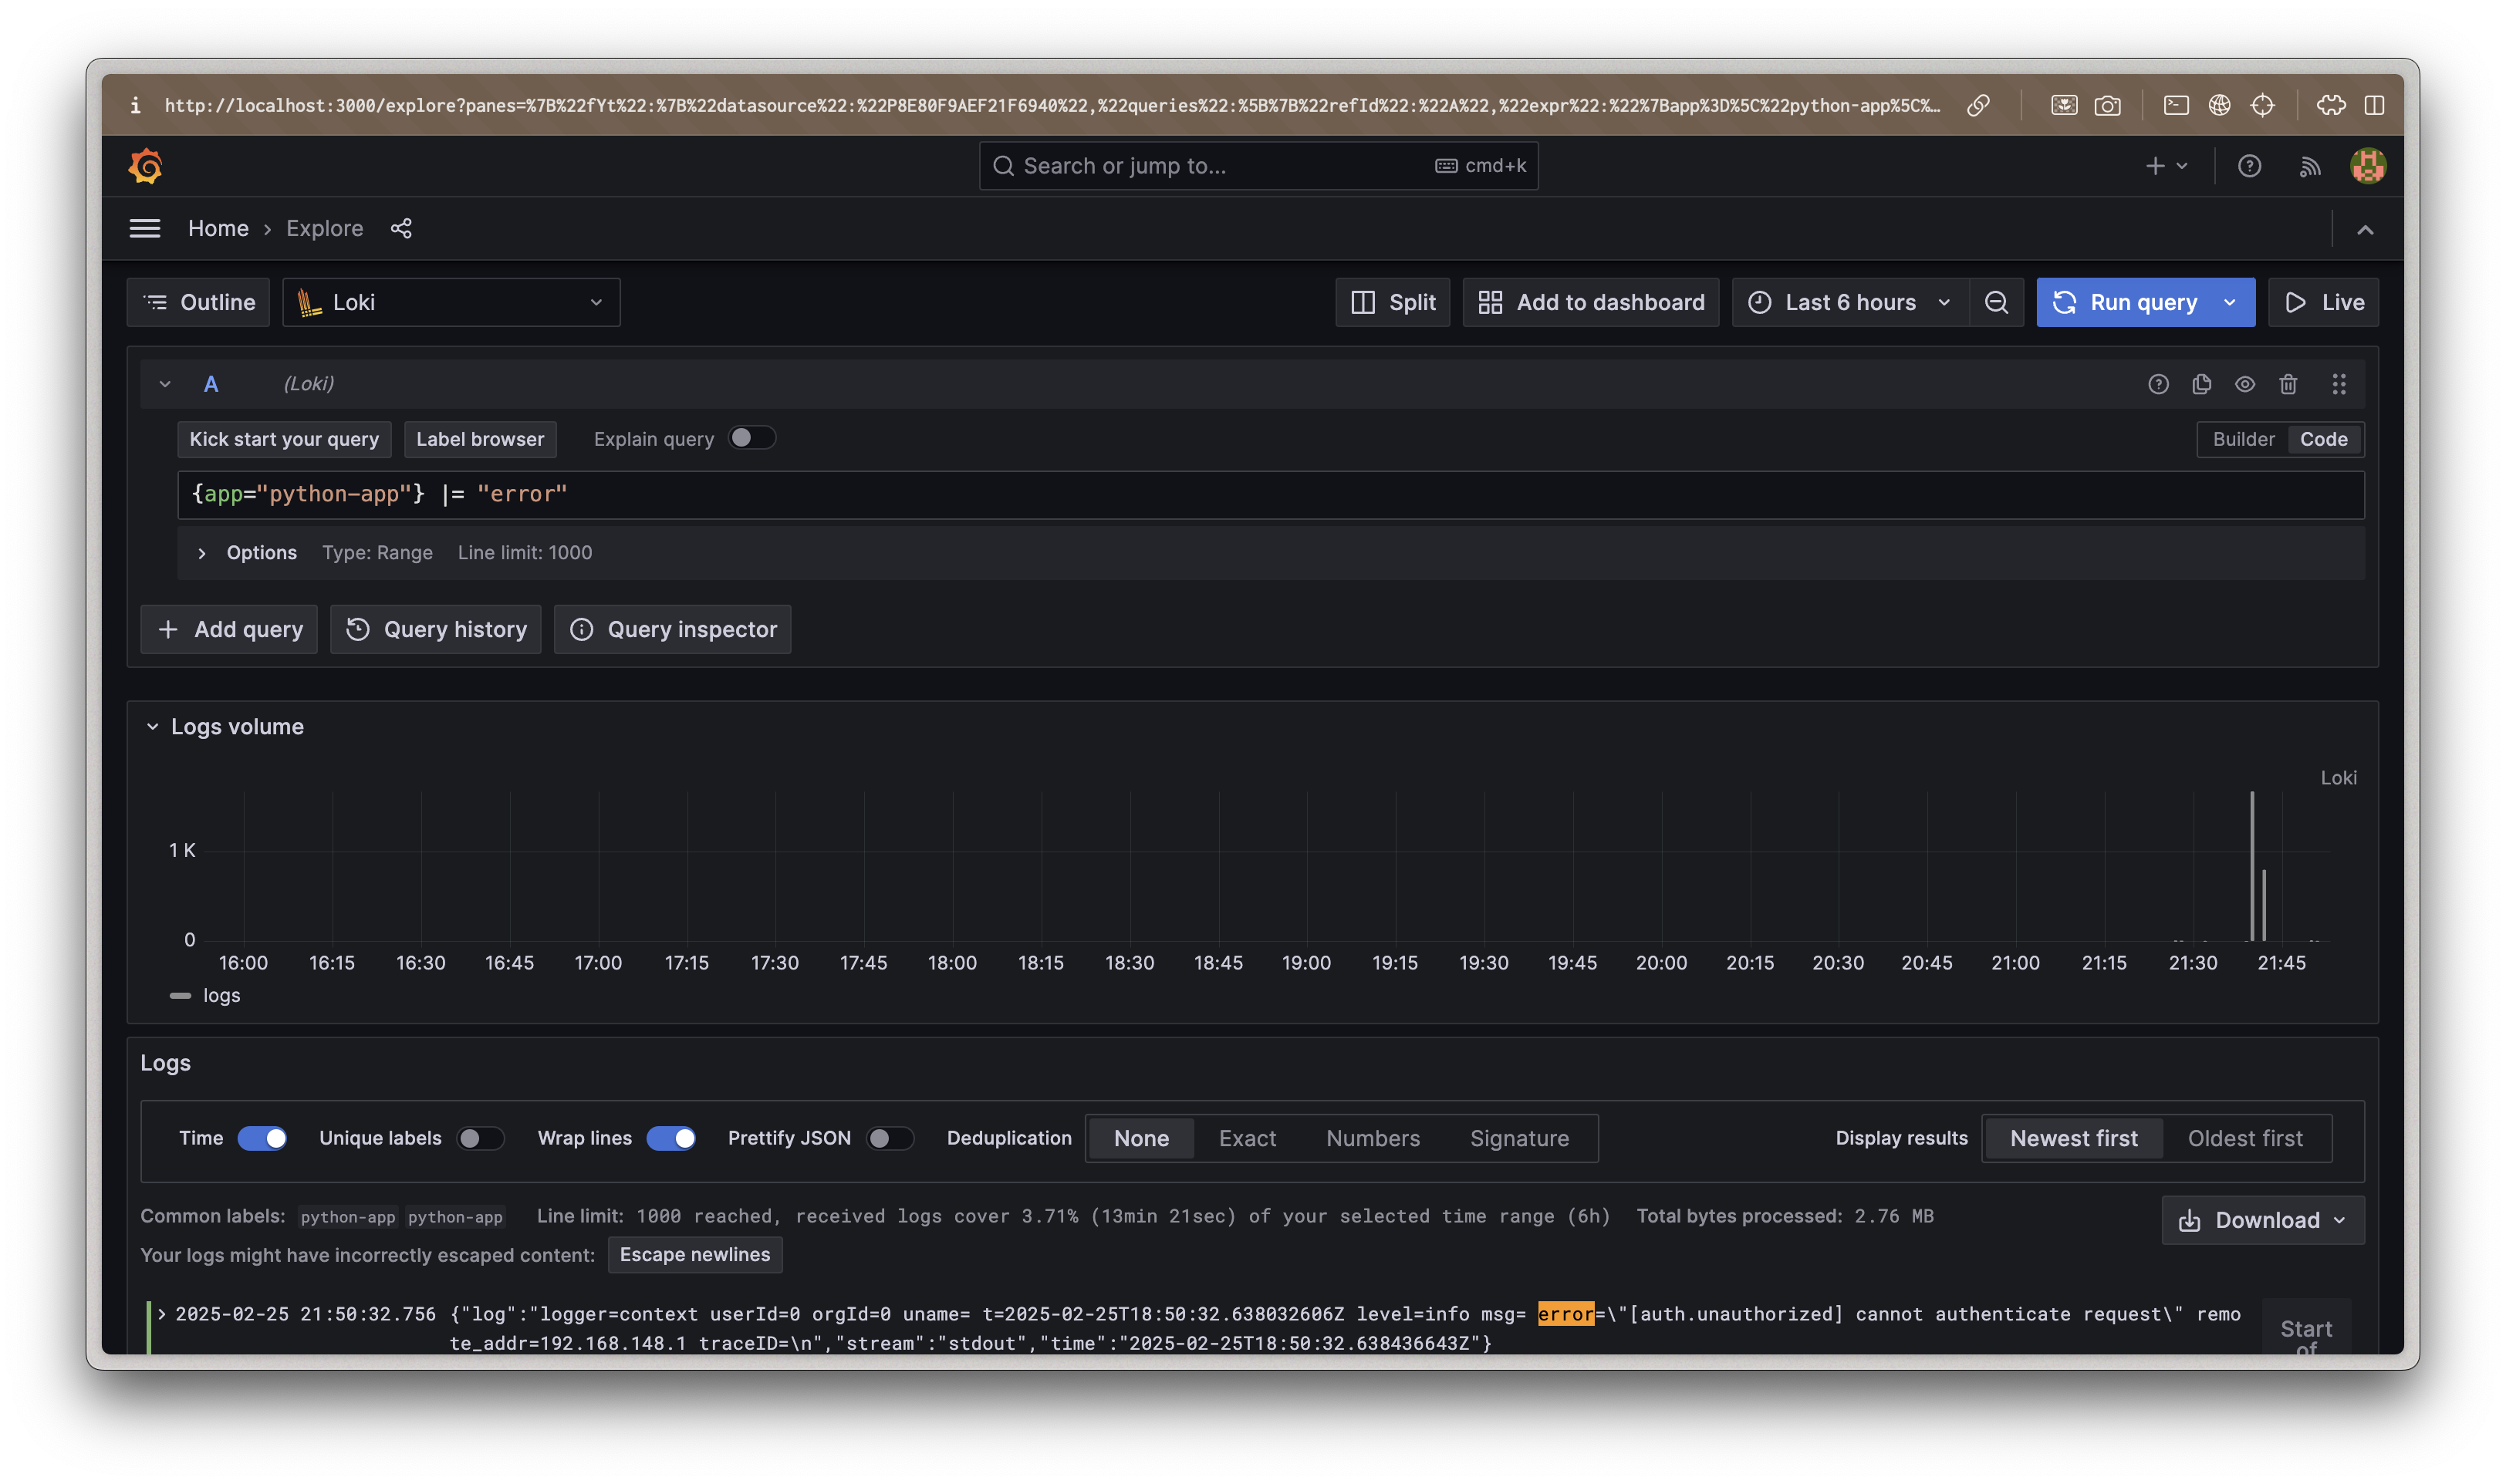 http://localhost:3000/explore?panes=%7B%22fYt%22:%7B%22datasource%22:%22P8E80F9AEF21F6940%22,%22queries%22:%5B%7B%22refId%22:%22A%22,%22expr%22:%22%7Bapp%3D%5C%22python-app%5C%...
Search or jump to... cmd+k
Home › Explore
Outline Loki Split Add to dashboard Last 6 hours Run query Live
A (Loki)
Kick start your query Label browser Explain query Builder Code
{app="python-app"} |= "error"
Options Type: Range Line limit: 1000
Add query Query history Query inspector
Logs volume
Loki
1 K
0
16:00 16:15 16:30 16:45 17:00 17:15 17:30 17:45 18:00 18:15 18:30 18:45 19:00 19:15 19:30 19:45 20:00 20:15 20:30 20:45 21:00 21:15 21:30 21:45
logs
Logs
Time Unique labels Wrap lines Prettify JSON Deduplication None Exact Numbers Signature Display results Newest first Oldest first
Common labels: python-app python-app Line limit: 1000 reached, received logs cover 3.71% (13min 21sec) of your selected time range (6h) Total bytes processed: 2.76 MB Download
Your logs might have incorrectly escaped content: Escape newlines
2025-02-25 21:50:32.756 {"log":"logger=context userId=0 orgId=0 uname= t=2025-02-25T18:50:32.638032606Z level=info msg= error=\"[auth.unauthorized] cannot authenticate request\" remo
te_addr=192.168.148.1 traceID=\n","stream":"stdout","time":"2025-02-25T18:50:32.638436643Z"}
Start
of